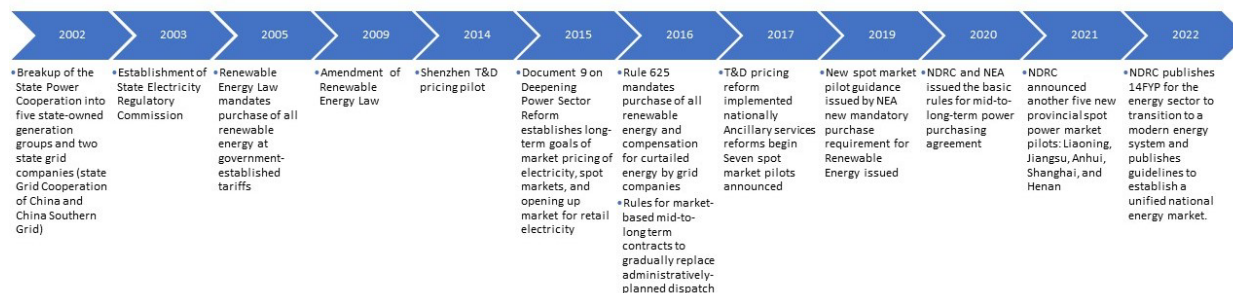 2002
2003
2005
2009
2014
2015
2016
2017
2019
2020
2021
2022
•Breakup of the
State Power
Cooperation into
five state-owned
generation
groups and two
state grid
companies (state
Grid Cooperation
of China and
China Southern
Grid)
•Establishment of
State Electricity
Regulatory
Commission
•Renewable
Energy Law
mandates
purchase of all
renewable
energy at
government-
established
tariffs
•Amendment of
Renewable
Energy Law
•Shenzhen T&D
pricing pilot
•Document 9 on
Deepening
Power Sector
Reform
establishes long-
term goals of
market pricing of
electricity, spot
markets, and
opening up
market for retail
electricity
•Rule 625
mandates
purchase of all
renewable
energy and
compensation
for curtailed
energy by grid
companies
•Rules for market-
based mid-to-
long term
contracts to
gradually replace
administratively-
planned dispatch
•T&D pricing
reform
implemented
nationally
Ancillary services
reforms begin
Seven spot
market pilots
announced
•New spot market
pilot guidance
issued by NEA
new mandatory
purchase
requirement for
Renewable
Energy issued
•NDRC and NEA
issued the basic
rules for mid-to-
long-term power
purchasing
agreement
•NDRC
announced
another five new
provincial spot
power market
pilots: Liaoning,
Jiangsu, Anhui,
Shanghai, and
Henan
•NDRC publishes
14FYP for the
energy sector to
transition to a
modern energy
system and
publishes
guidelines to
establish a
unified national
energy market.